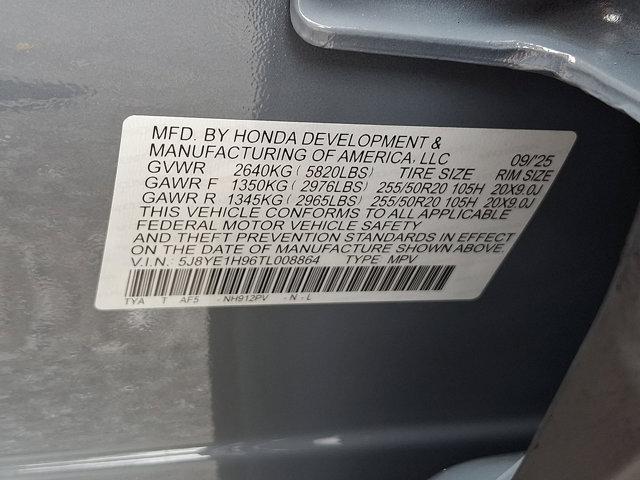 MFD. BY HONDA DEVELOPMENT &
MANUFACTURING OF AMERICA, LLC 09/25
GVWR 2640KG ( 5820LBS) TIRE SIZE RIM SIZE
GAWR F 1350KG ( 2976LBS) 255/50R20 105H 20X9.0J
GAWR R 1345KG ( 2965LBS) 255/50R20 105H 20X9.0J
THIS VEHICLE CONFORMS TO ALL APPLICABLE
FEDERAL MOTOR VEHICLE SAFETY
AND THEFT PREVENTION STANDARDS IN EFFECT
ON THE DATE OF MANUFACTURE SHOWN ABOVE.
V.I.N.: 5J8YE1H96TL008864 TYPE: MPV
TYA T AF5 - NH912PV - N - L